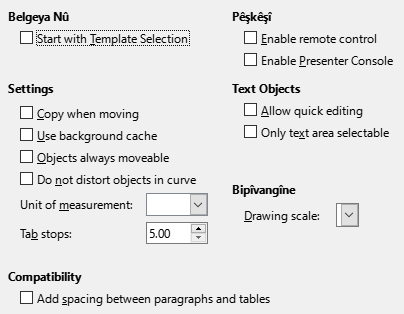 Belgeya Nû
Start with Template Selection
Pêşkêşî
Enable remote control
Enable Presenter Console
Settings
Copy when moving
Use background cache
Objects always moveable
Do not distort objects in curve
Unit of measurement:
Tab stops: 5.00
Text Objects
Allow quick editing
Only text area selectable
Bipîvangîne
Drawing scale:
Compatibility
Add spacing between paragraphs and tables